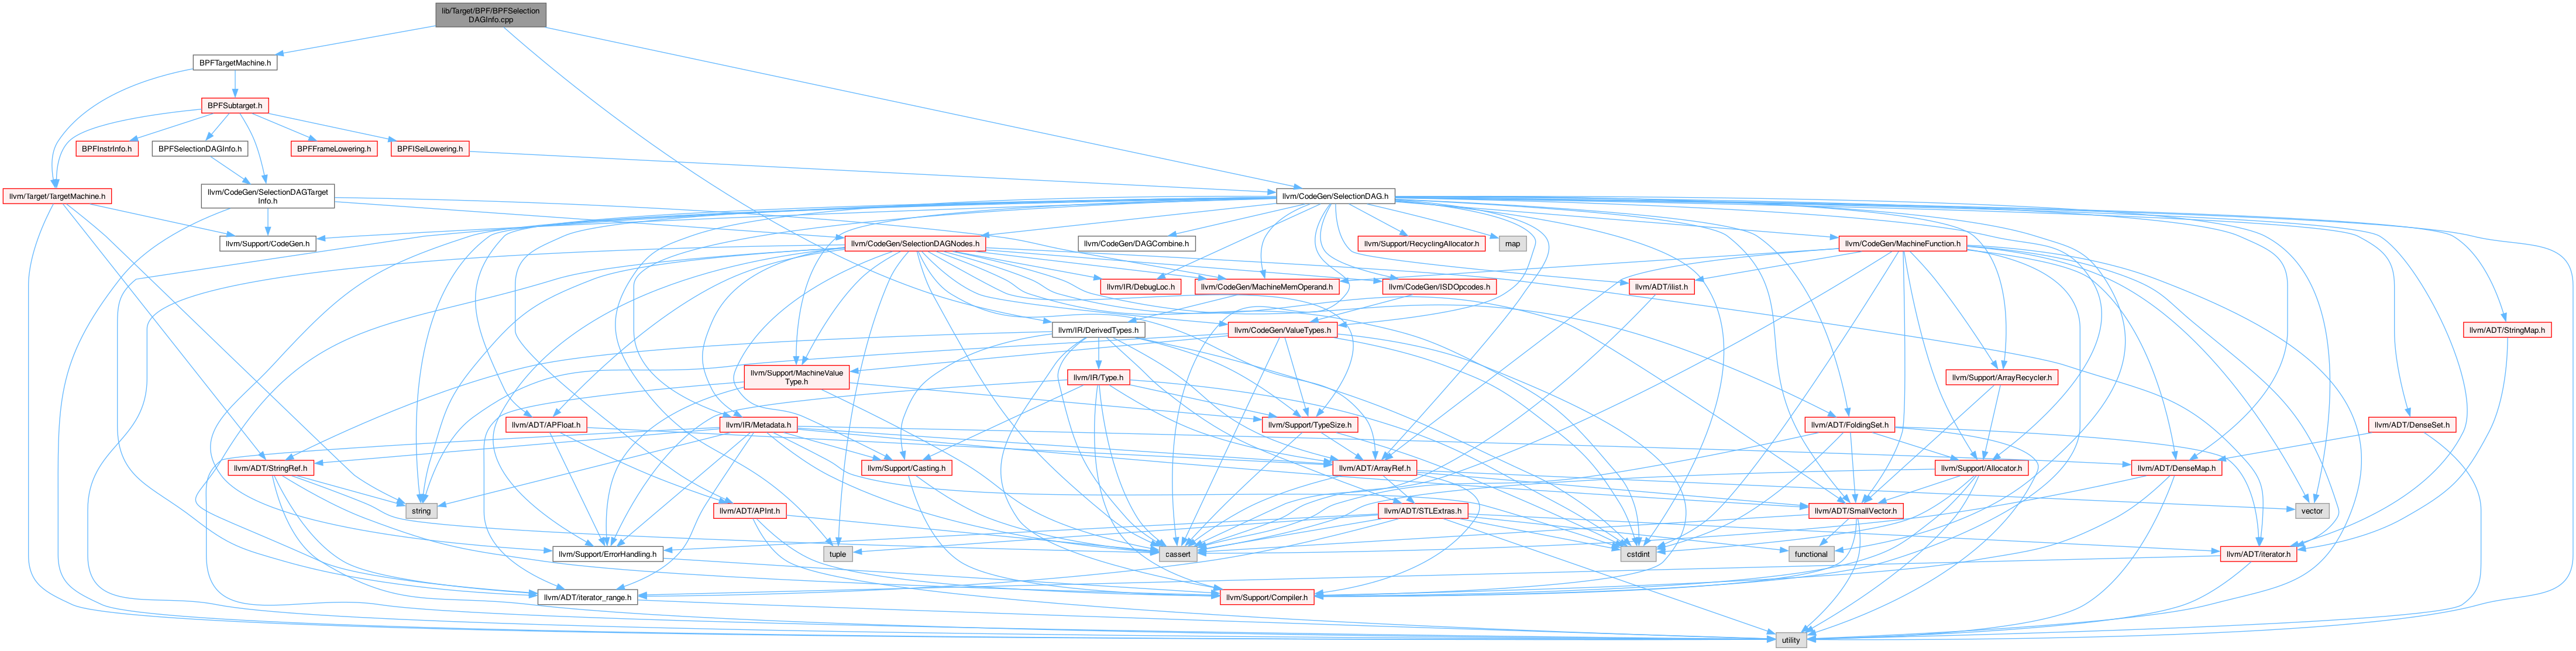 lib/Target/BPF/BPFSelection
DAGInfo.cpp
BPFTargetMachine.h
BPFSubtarget.h
BPFInstrInfo.h
BPFSelectionDAGInfo.h
BPFFrameLowering.h
BPFISelLowering.h
llvm/Target/TargetMachine.h
llvm/CodeGen/SelectionDAGTarget
Info.h
llvm/CodeGen/SelectionDAG.h
llvm/Support/CodeGen.h
llvm/CodeGen/SelectionDAGNodes.h
llvm/CodeGen/DAGCombine.h
llvm/Support/RecyclingAllocator.h
map
llvm/CodeGen/MachineFunction.h
llvm/IR/DebugLoc.h
llvm/CodeGen/MachineMemOperand.h
llvm/CodeGen/ISDOpcodes.h
llvm/ADT/ilist.h
llvm/IR/DerivedTypes.h
llvm/CodeGen/ValueTypes.h
llvm/ADT/StringMap.h
llvm/Support/MachineValue
Type.h
llvm/IR/Type.h
llvm/Support/ArrayRecycler.h
llvm/ADT/APFloat.h
llvm/IR/Metadata.h
llvm/Support/TypeSize.h
llvm/ADT/FoldingSet.h
llvm/ADT/DenseSet.h
llvm/ADT/StringRef.h
llvm/Support/Casting.h
llvm/ADT/ArrayRef.h
llvm/Support/Allocator.h
llvm/ADT/DenseMap.h
string
llvm/ADT/APInt.h
llvm/ADT/STLExtras.h
llvm/ADT/SmallVector.h
vector
llvm/Support/ErrorHandling.h
tuple
cassert
cstdint
functional
llvm/ADT/iterator.h
llvm/ADT/iterator_range.h
llvm/Support/Compiler.h
utility